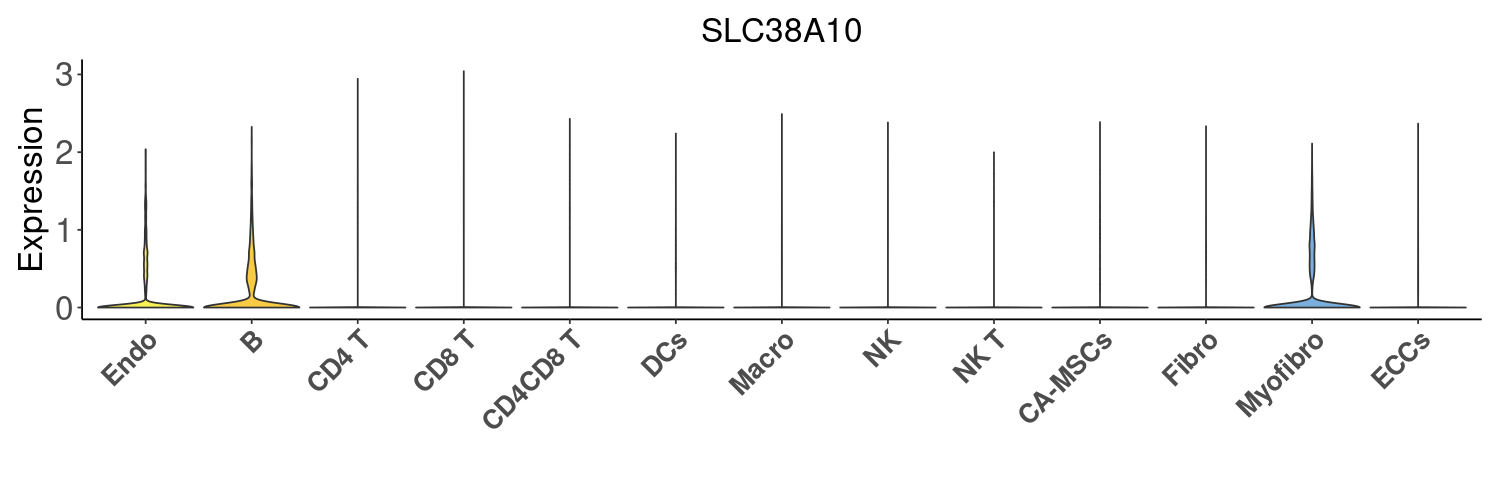 SLC38A10
Expression
3
2
1
0
Endo
B
CD4 T
CD8 T
CD4CD8 T
DCs
Macro
NK
NK T
CA-MSCs
Fibro
Myofibro
ECCs